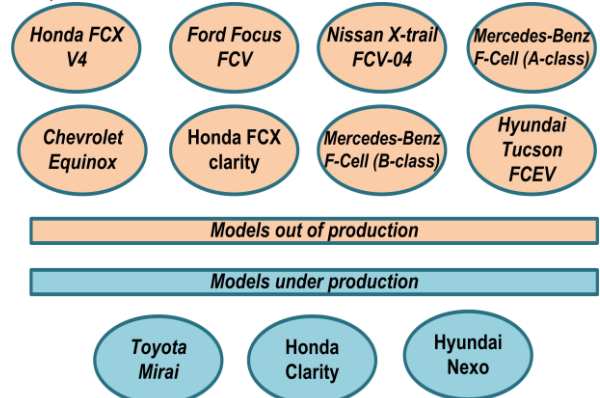 Honda FCX
V4
Ford Focus
FCV
Nissan X-trail
FCV-04
Mercedes-Benz
F-Cell (A-class)
Chevrolet
Equinox
Honda FCX
clarity
Mercedes-Benz
F-Cell (B-class)
Hyundai
Tucson
FCEV
Models out of production
Models under production
Toyota
Mirai
Honda
Clarity
Hyundai
Nexo